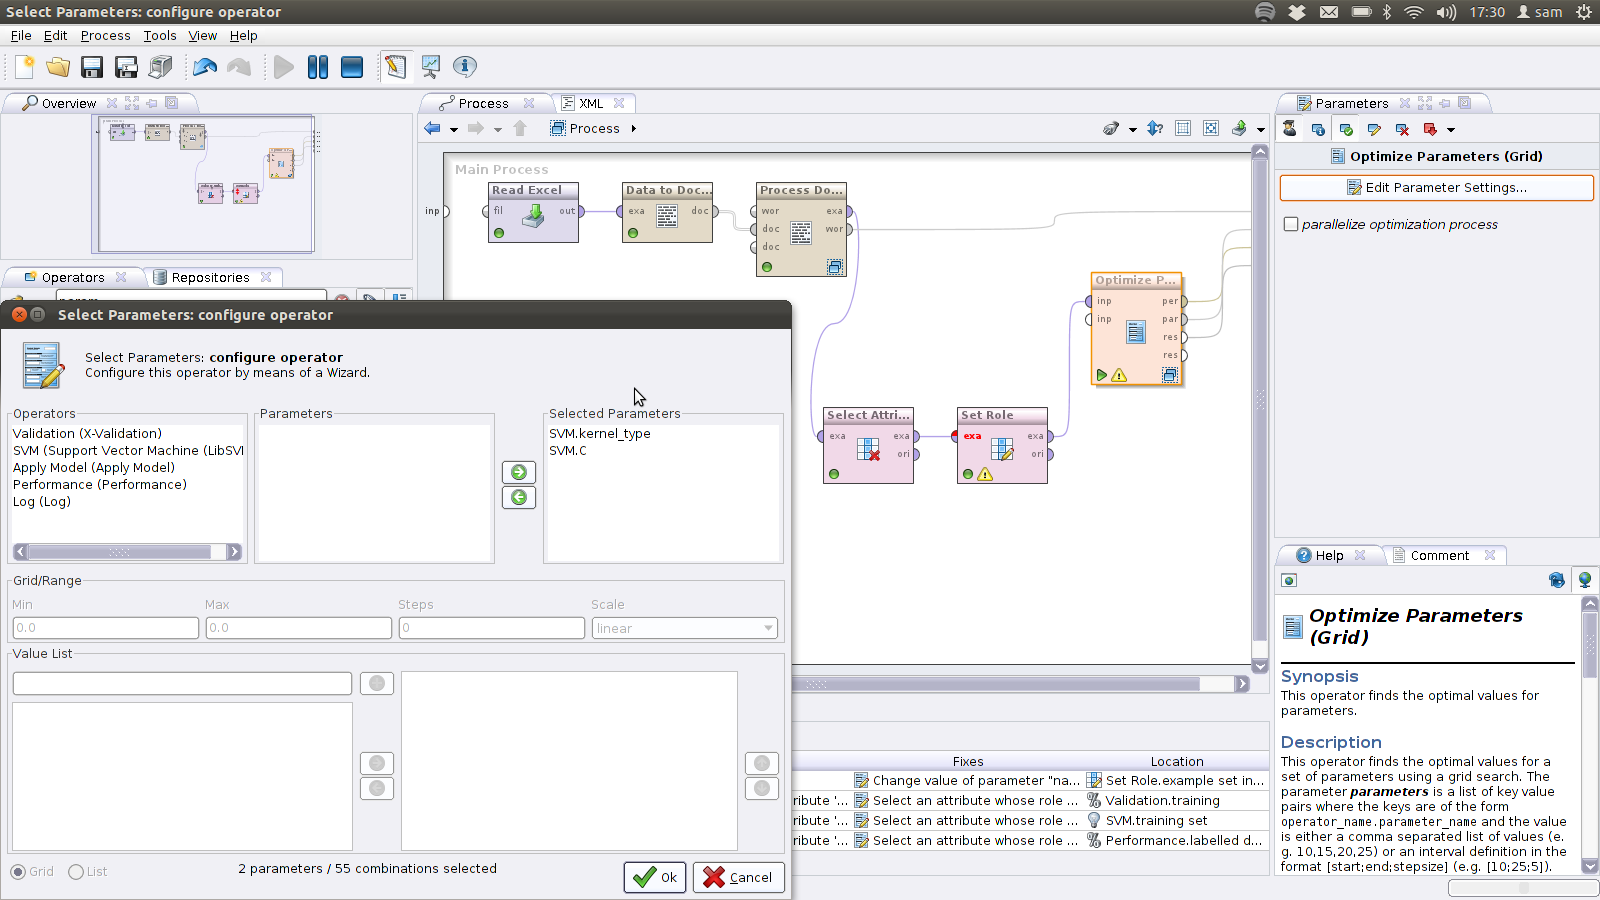 Select Parameters: configure operator
17:30 sam
File Edit Process Tools View Help
Overview
Process XML
Parameters
Process
Optimize Parameters (Grid)
Edit Parameter Settings...
parallelize optimization process
Main Process
Read Excel
Data to Doc...
Process Do...
inp
fil out
exa doc
wor exa
doc wor
doc
Optimize P...
inp per
inp par
res
res
Operators Repositories
Select Attri...
exa exa
ori
Set Role
exa exa
ori
Select Parameters: configure operator
Select Parameters: configure operator
Configure this operator by means of a Wizard.
Operators
Validation (X-Validation)
SVM (Support Vector Machine (LibSVI
Apply Model (Apply Model)
Performance (Performance)
Log (Log)
Parameters
Selected Parameters
SVM.kernel_type
SVM.C
Grid/Range
Min Max Steps Scale
0.0 0.0 0 linear
Value List
Grid List
2 parameters / 55 combinations selected
Ok Cancel
Fixes Location
Change value of parameter "na... Set Role.example set in...
ribute '... Select an attribute whose role ... Validation.training
ribute '... Select an attribute whose role ... SVM.training set
ribute '... Select an attribute whose role ... Performance.labelled d...
Help Comment
Optimize Parameters
(Grid)
Synopsis
This operator finds the optimal values for
parameters.
Description
This operator finds the optimal values for a
set of parameters using a grid search. The
parameter parameters is a list of key value
pairs where the keys are of the form
operator_name.parameter_name and the value
is either a comma separated list of values (e.
g. 10,15,20,25) or an interval definition in the
format [start;end;stepsize] (e.g. [10;25;5]).